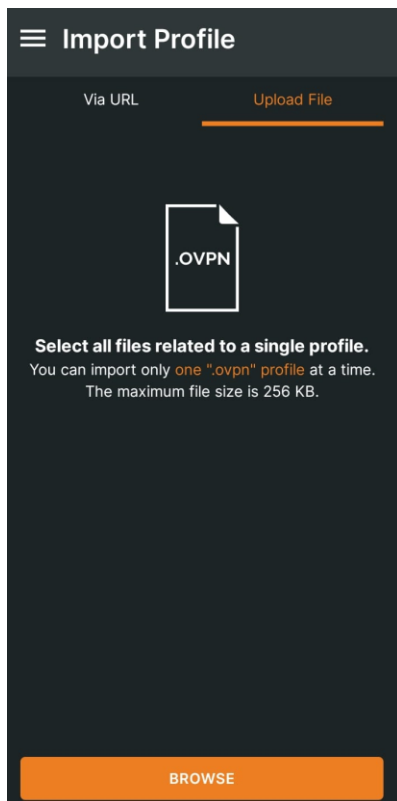 Import Profile
Via URL
Upload File
.OVPN
Select all files related to a single profile.
You can import only one ".ovpn" profile at a time.
The maximum file size is 256 KB.
BROWSE